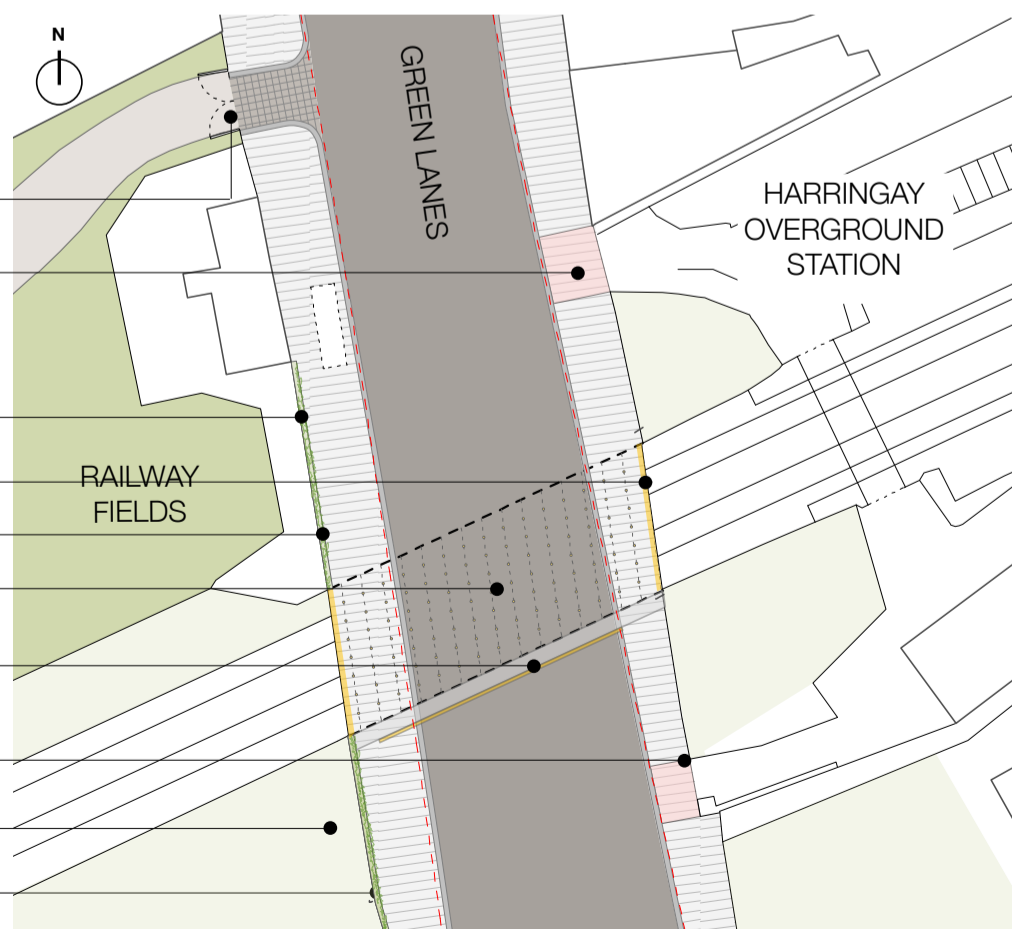 N
GREEN LANES
HARRINGAY
OVERGROUND
STATION
RAILWAY
FIELDS